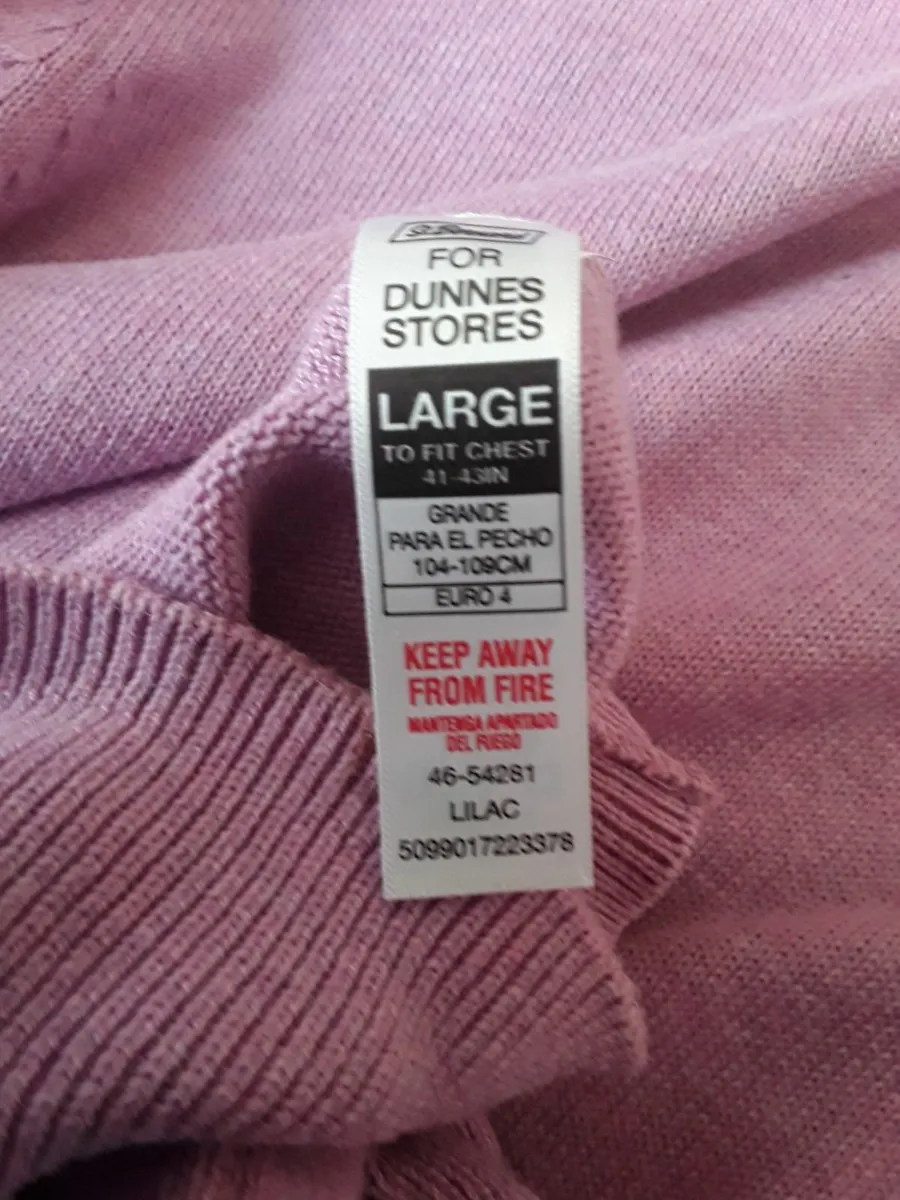 FOR
DUNNES
STORES
LARGE
TO FIT CHEST
41-43IN
GRANDE
PARA EL PECHO
104-109CM
EURO 4
KEEP AWAY
FROM FIRE
MANTENGA APARTADO
DEL FUEGO
46-54281
LILAC
5099017223378